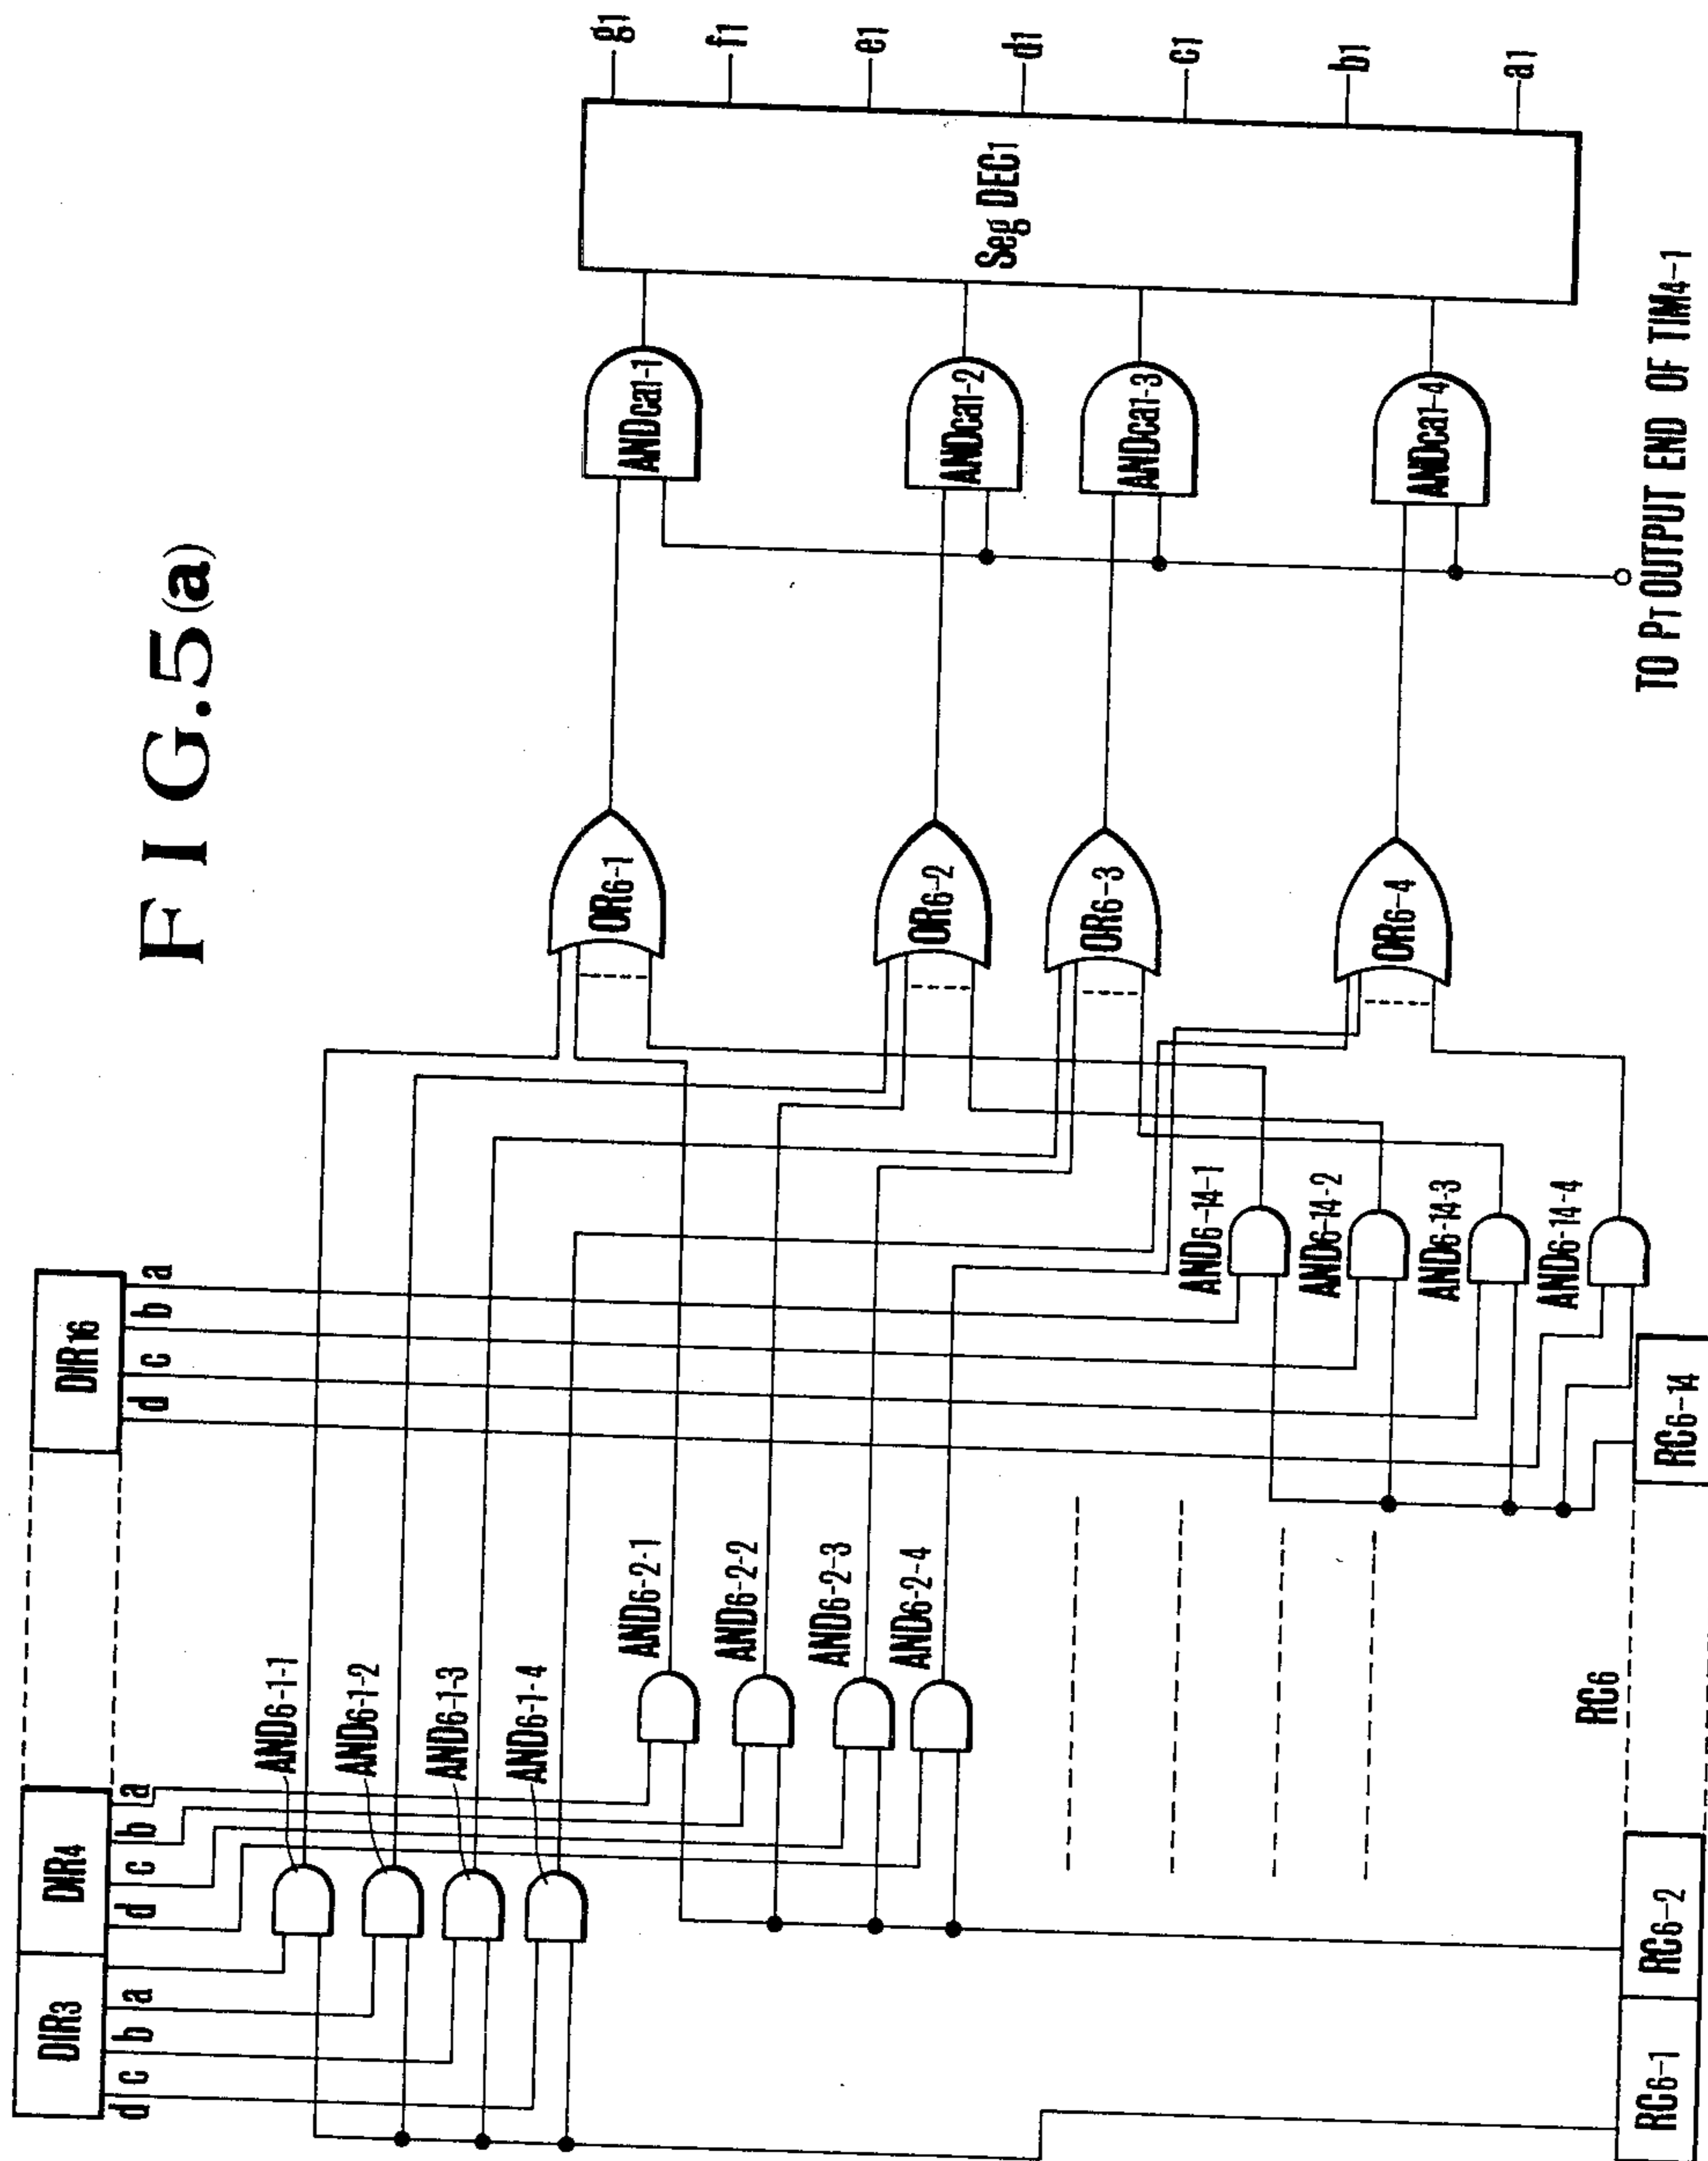 FIG.5(a)
DIR3
d
c
b
a
DIR4
d
c
b
a
DIR16
d
c
b
a
AND6-1-1
AND6-1-2
AND6-1-3
AND6-1-4
AND6-2-1
AND6-2-2
AND6-2-3
AND6-2-4
AND6-14-1
AND6-14-2
AND6-14-3
AND6-14-4
RC6-1
RC6-2
RC6
RC6-14
OR6-1
OR6-2
OR6-3
OR6-4
ANDca1-1
ANDca1-2
ANDca1-3
ANDca1-4
TO PT OUTPUT END OF TIM4-1
Seg DEC1
g1
f1
e1
d1
c1
b1
a1